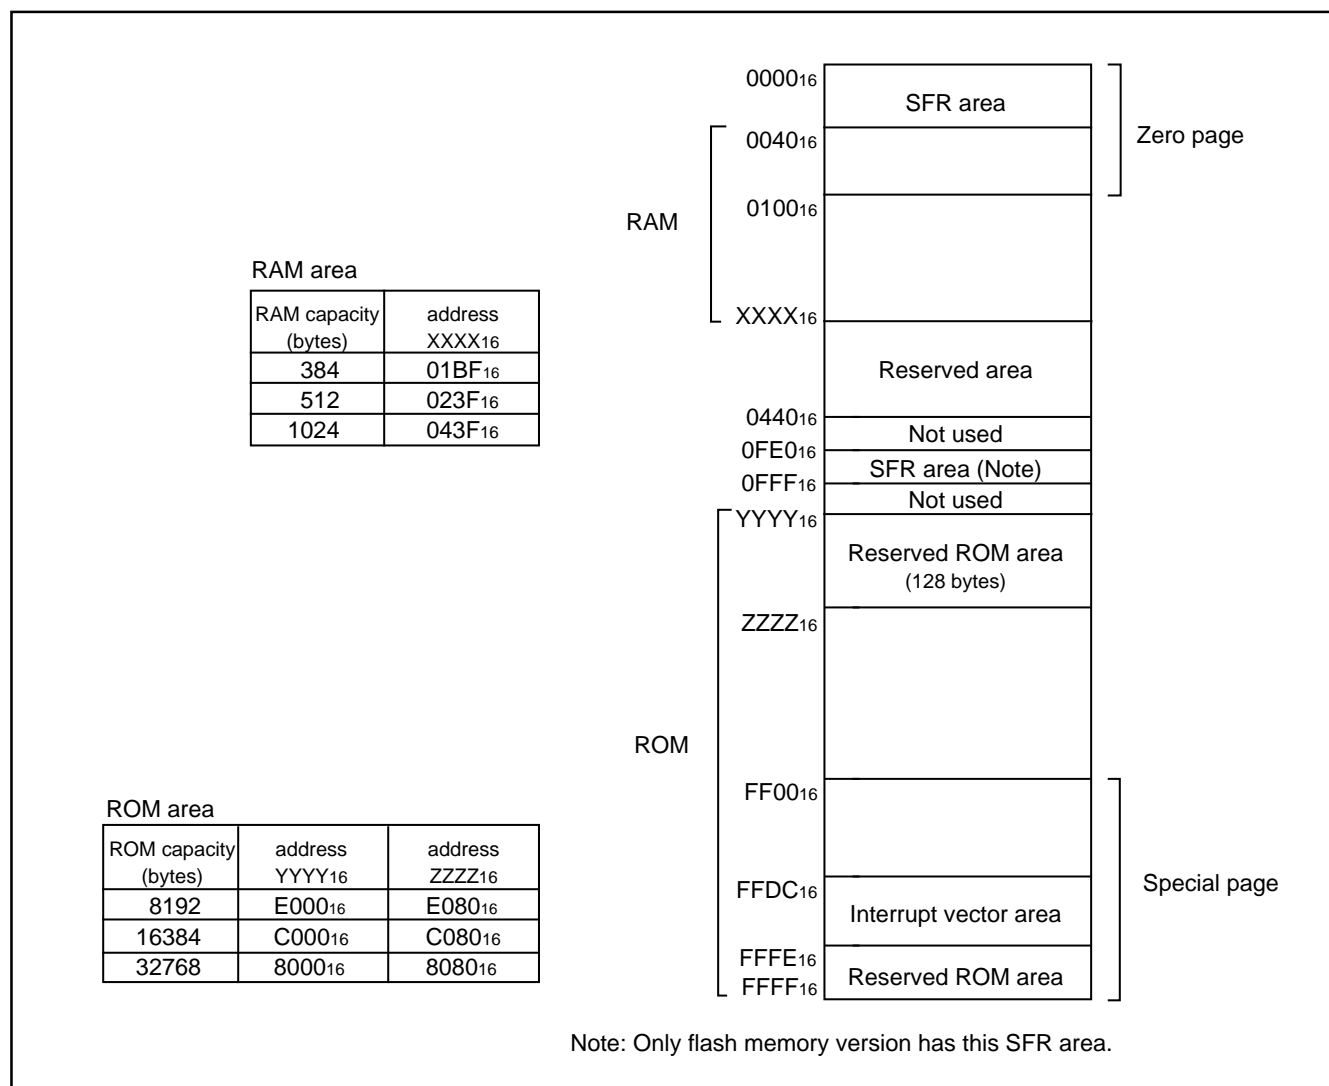 000016
SFR area
Zero page
004016
RAM
010016
RAM area
RAM capacity
(bytes)
address
XXXX16
384 01BF16
512 023F16
1024 043F16
XXXX16
Reserved area
044016
Not used
0FE016
SFR area (Note)
0FFF16
Not used
YYYY16
Reserved ROM area
(128 bytes)
ZZZZ16
ROM
FF0016
ROM area
ROM capacity
(bytes)
address
YYYY16
address
ZZZZ16
8192 E00016 E08016
16384 C00016 C08016
32768 800016 808016
FFDC16
Interrupt vector area
Special page
FFFE16
Reserved ROM area
FFFF16
Note: Only flash memory version has this SFR area.